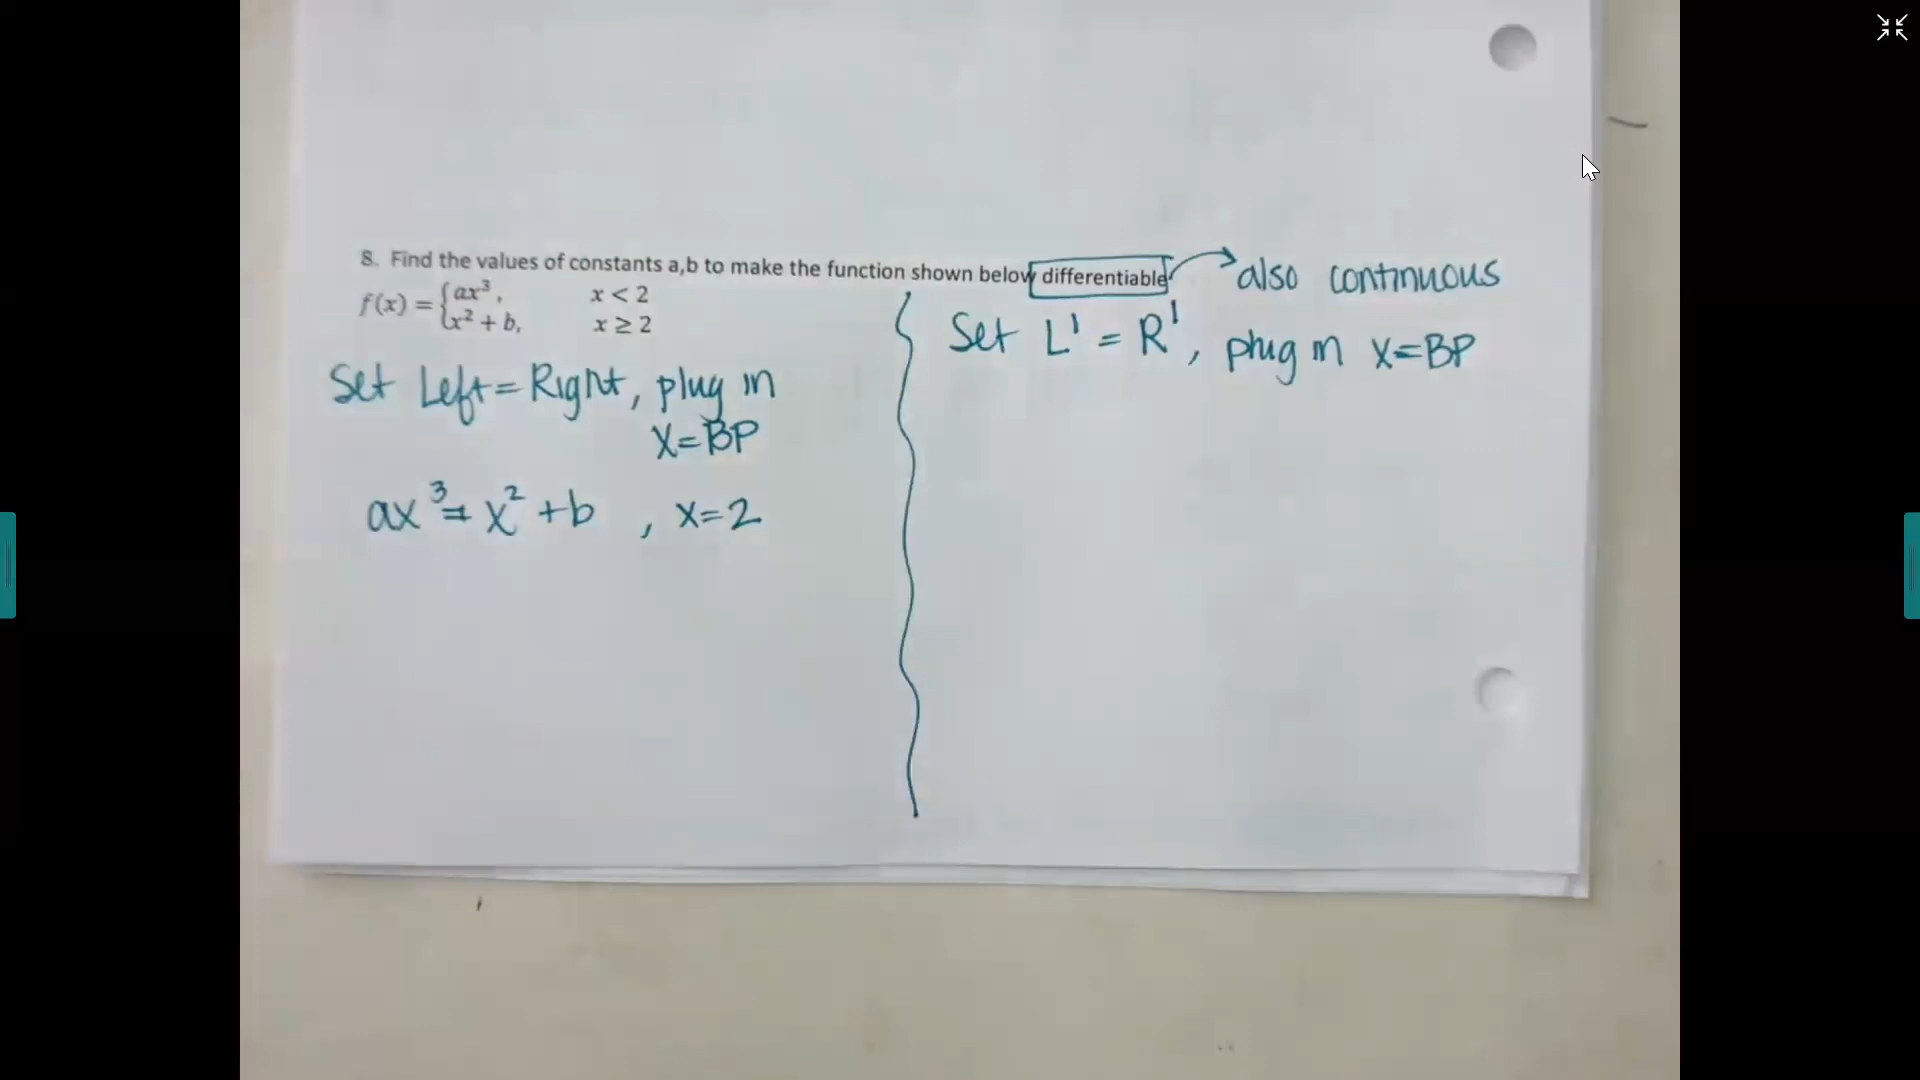 8. Find the values of constants a,b to make the function shown below differentiable
f(x) = { ax³, x < 2
x² + b, x ≥ 2
also continuous
Set Left = Right, plug in
X=BP
ax³ = x² + b , x=2
Set L' = R', plug in X=BP